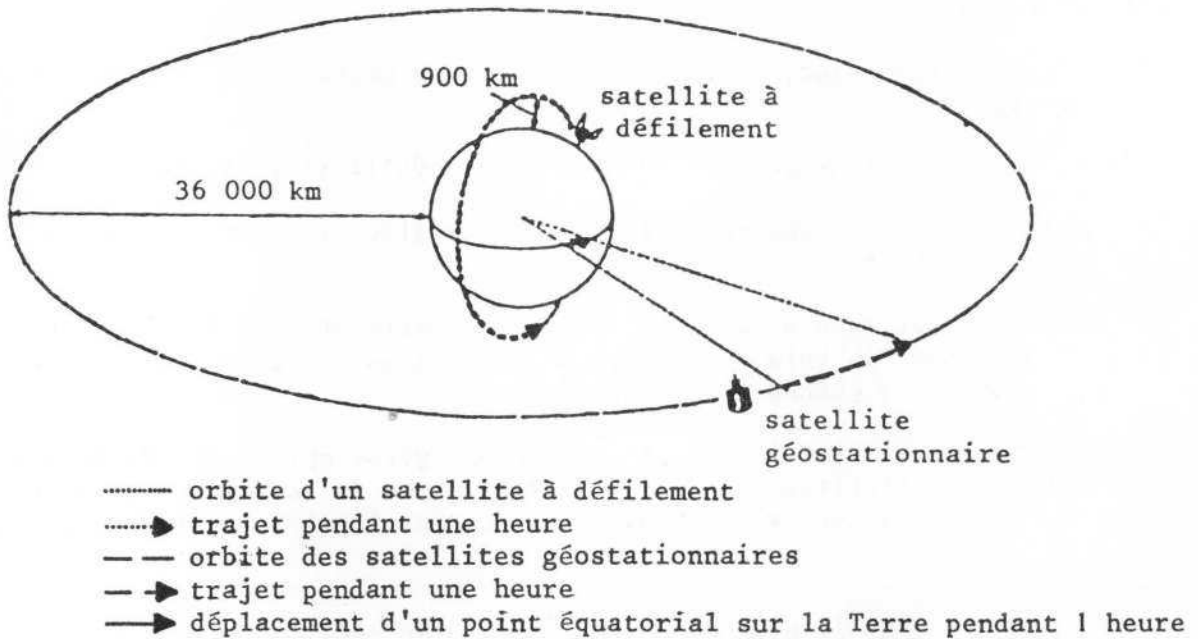 900 km
satellite à
défilement
36 000 km
satellite
géostationnaire
orbite d'un satellite à défilement
trajet pendant une heure
orbite des satellites géostationnaires
trajet pendant une heure
déplacement d'un point équatorial sur la Terre pendant 1 heure